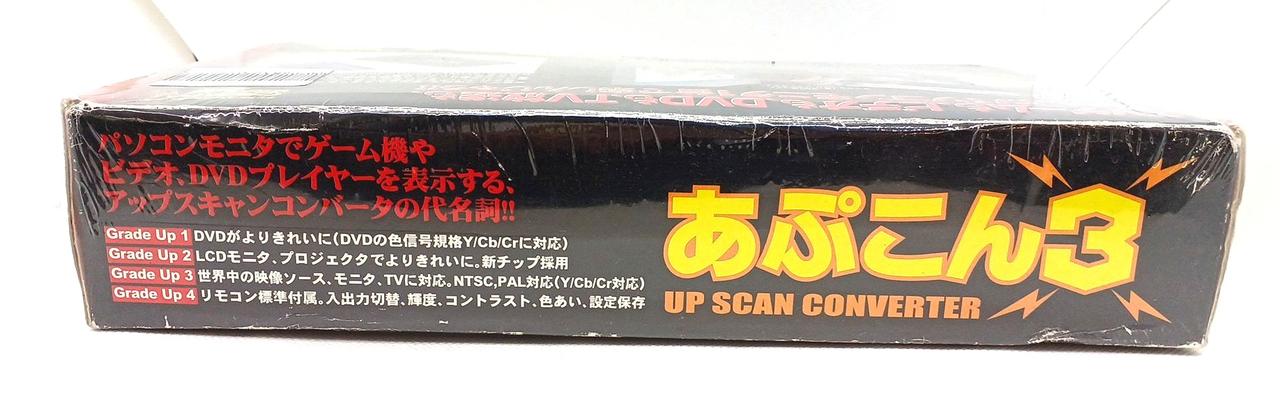 パソコンモニタでゲーム機や
ビデオ、DVDプレイヤーを表示する、
アップスキャンコンバータの代名詞!!
Grade Up 1 DVDがよりきれいに(DVDの色信号規格Y/Cb/Crに対応)
Grade Up 2 LCDモニタ、プロジェクタでよりきれいに。新チップ採用
Grade Up 3 世界中の映像ソース、モニタ、TVに対応。NTSC,PAL対応(Y/Cb/Cr対応)
Grade Up 4 リモコン標準付属。入出力切替、輝度、コントラスト、色あい、設定保存
あぷこん3
UP SCAN CONVERTER